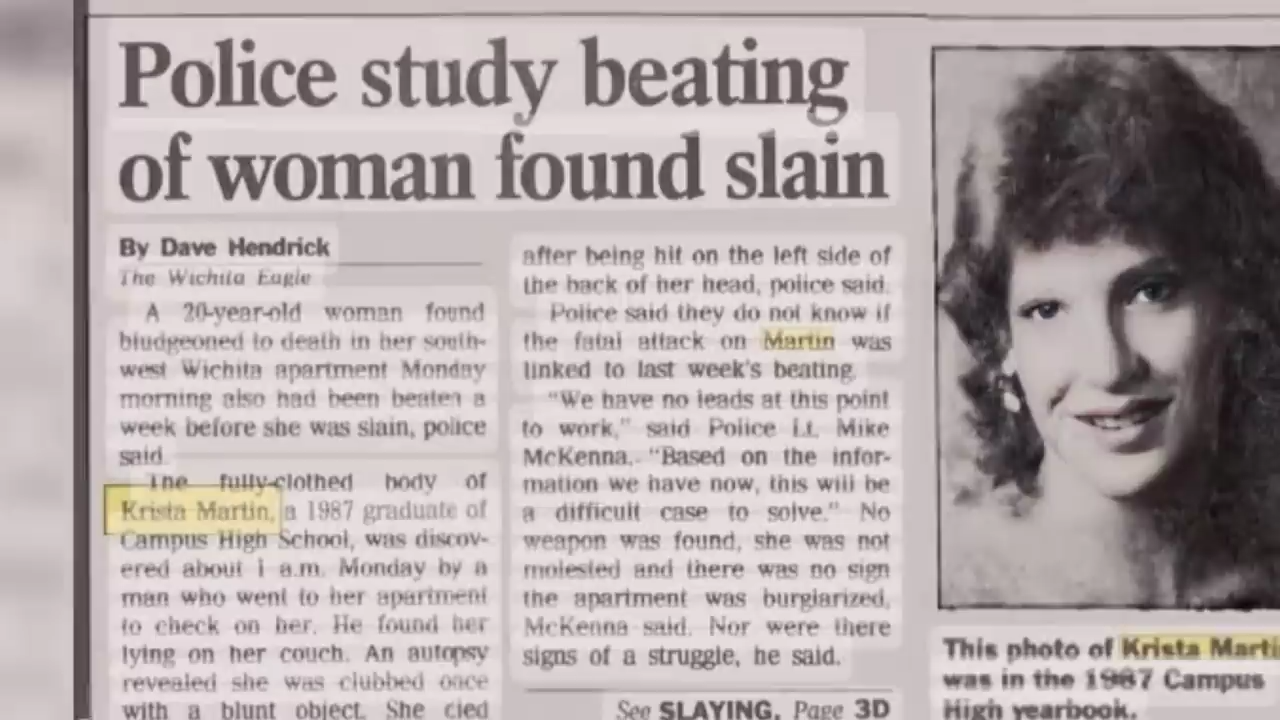 Police study beating
of woman found slain
By Dave Hendrick
The Wichita Eagle
A 20-year-old woman found
bludgeoned to death in her south-
west Wichita apartment Monday
morning also had been beaten a
week before she was slain, police
said.
The fully-clothed body of
Krista Martin, a 1987 graduate of
Campus High School, was discov-
ered about 1 a.m. Monday by a
man who went to her apartment
to check on her. He found her
lying on her couch. An autopsy
revealed she was clubbed once
with a blunt object. She died
after being hit on the left side of
the back of her head, police said.
Police said they do not know if
the fatal attack on Martin was
linked to last week's beating.
"We have no leads at this point
to work," said Police Lt. Mike
McKenna. "Based on the infor-
mation we have now, this will be
a difficult case to solve." No
weapon was found, she was not
molested and there was no sign
the apartment was burglarized,
McKenna said. Nor were there
signs of a struggle, he said.
See SLAYING, Page 3D
This photo of Krista Marti
was in the 1987 Campus
High yearbook.